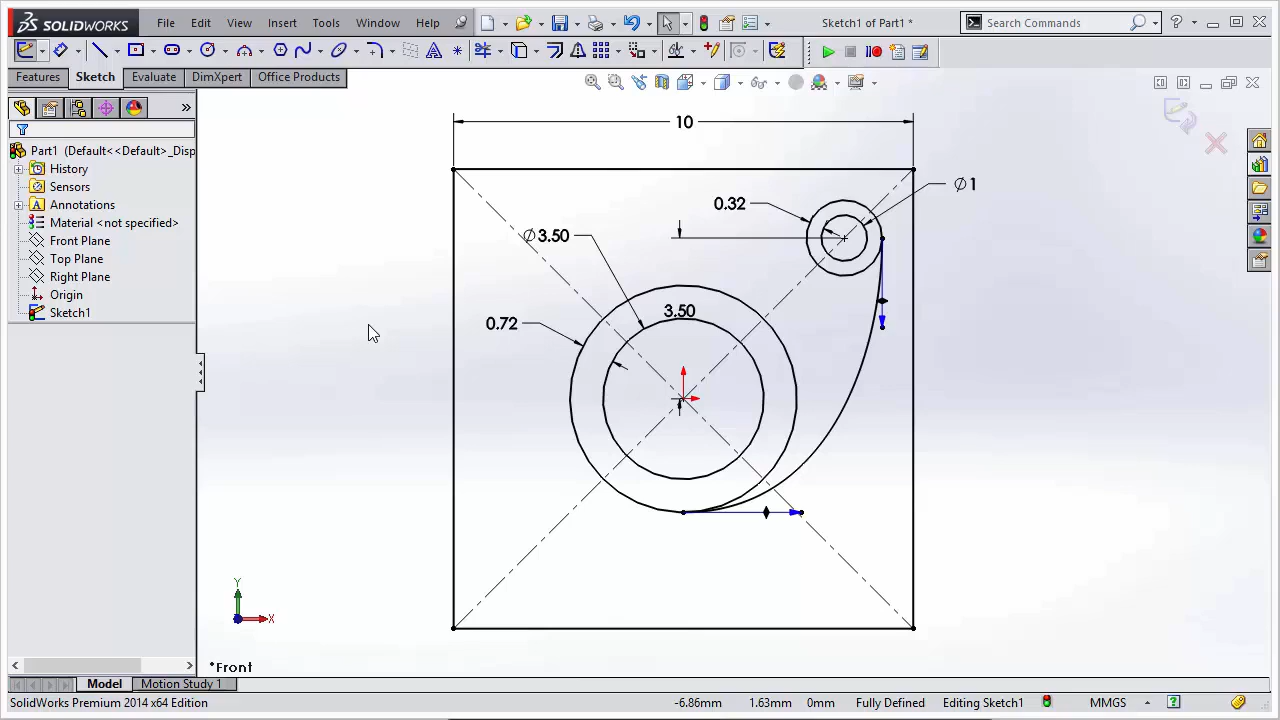 SOLIDWORKS File Edit View Insert Tools Window Help Sketch1 of Part1 * Search Commands ?
Features Sketch Evaluate DimXpert Office Products
Part1 (Default<<Default>_Disp
History
Sensors
A Annotations
Material <not specified>
Front Plane
Top Plane
Right Plane
Origin
Sketch1
10
∅1
0.32
∅3.50
3.50
0.72
Y
X
*Front
Model Motion Study 1
SolidWorks Premium 2014 x64 Edition -6.86mm 1.63mm 0mm Fully Defined Editing Sketch1 MMGS ?